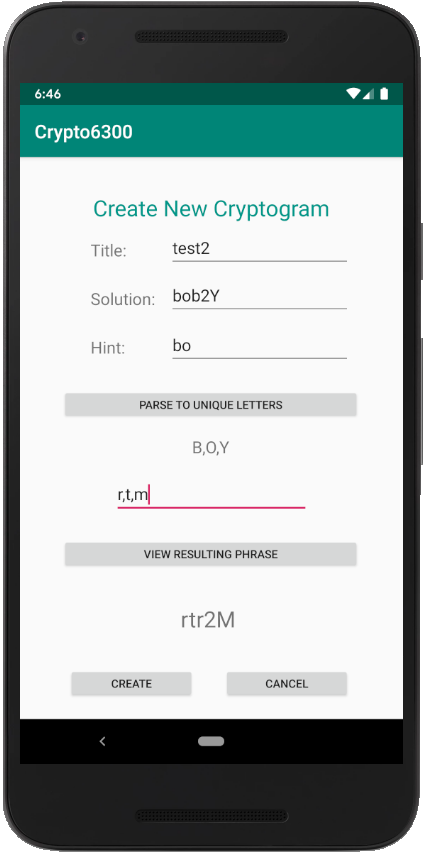 6:46
Crypto6300
Create New Cryptogram
Title: test2
Solution: bob2Y
Hint: bo
PARSE TO UNIQUE LETTERS
B,O,Y
r,t,m
VIEW RESULTING PHRASE
rtr2M
CREATE CANCEL